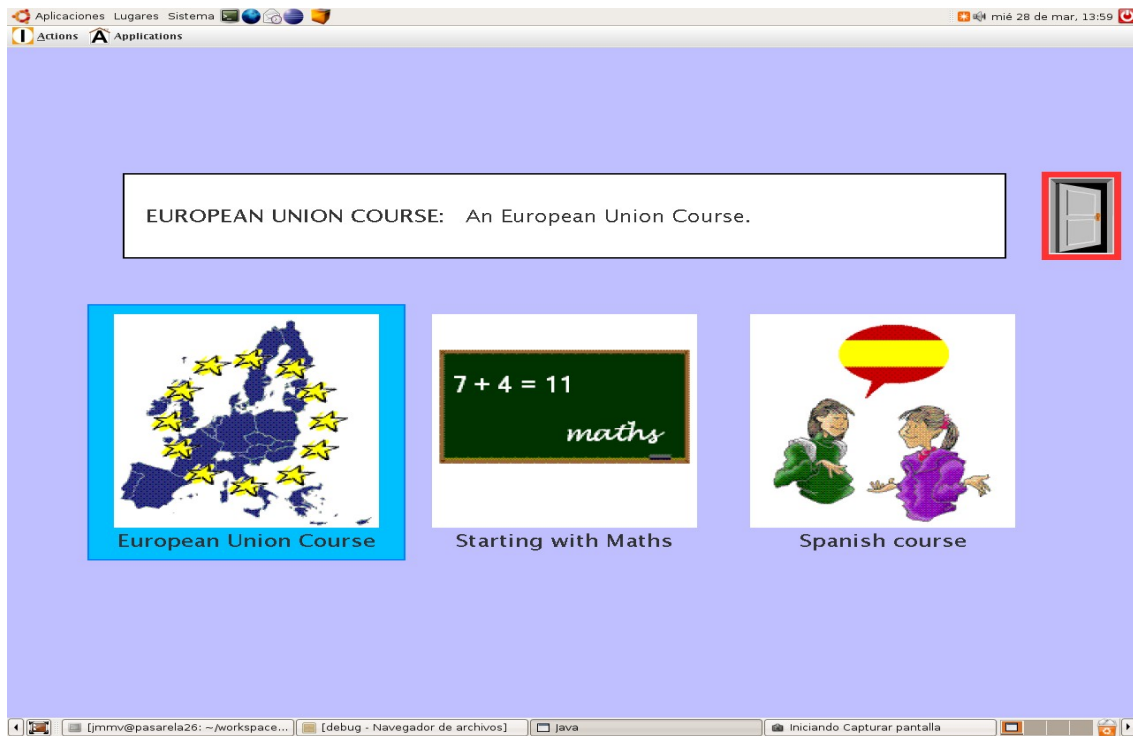 Aplicaciones Lugares Sistema
mié 28 de mar, 13:59
Actions Applications
EUROPEAN UNION COURSE: An European Union Course.
7 + 4 = 11
maths
European Union Course
Starting with Maths
Spanish course
[jmmv@pasarela26: ~/workspace...
[debug - Navegador de archivos]
Java
Iniciando Capturar pantalla